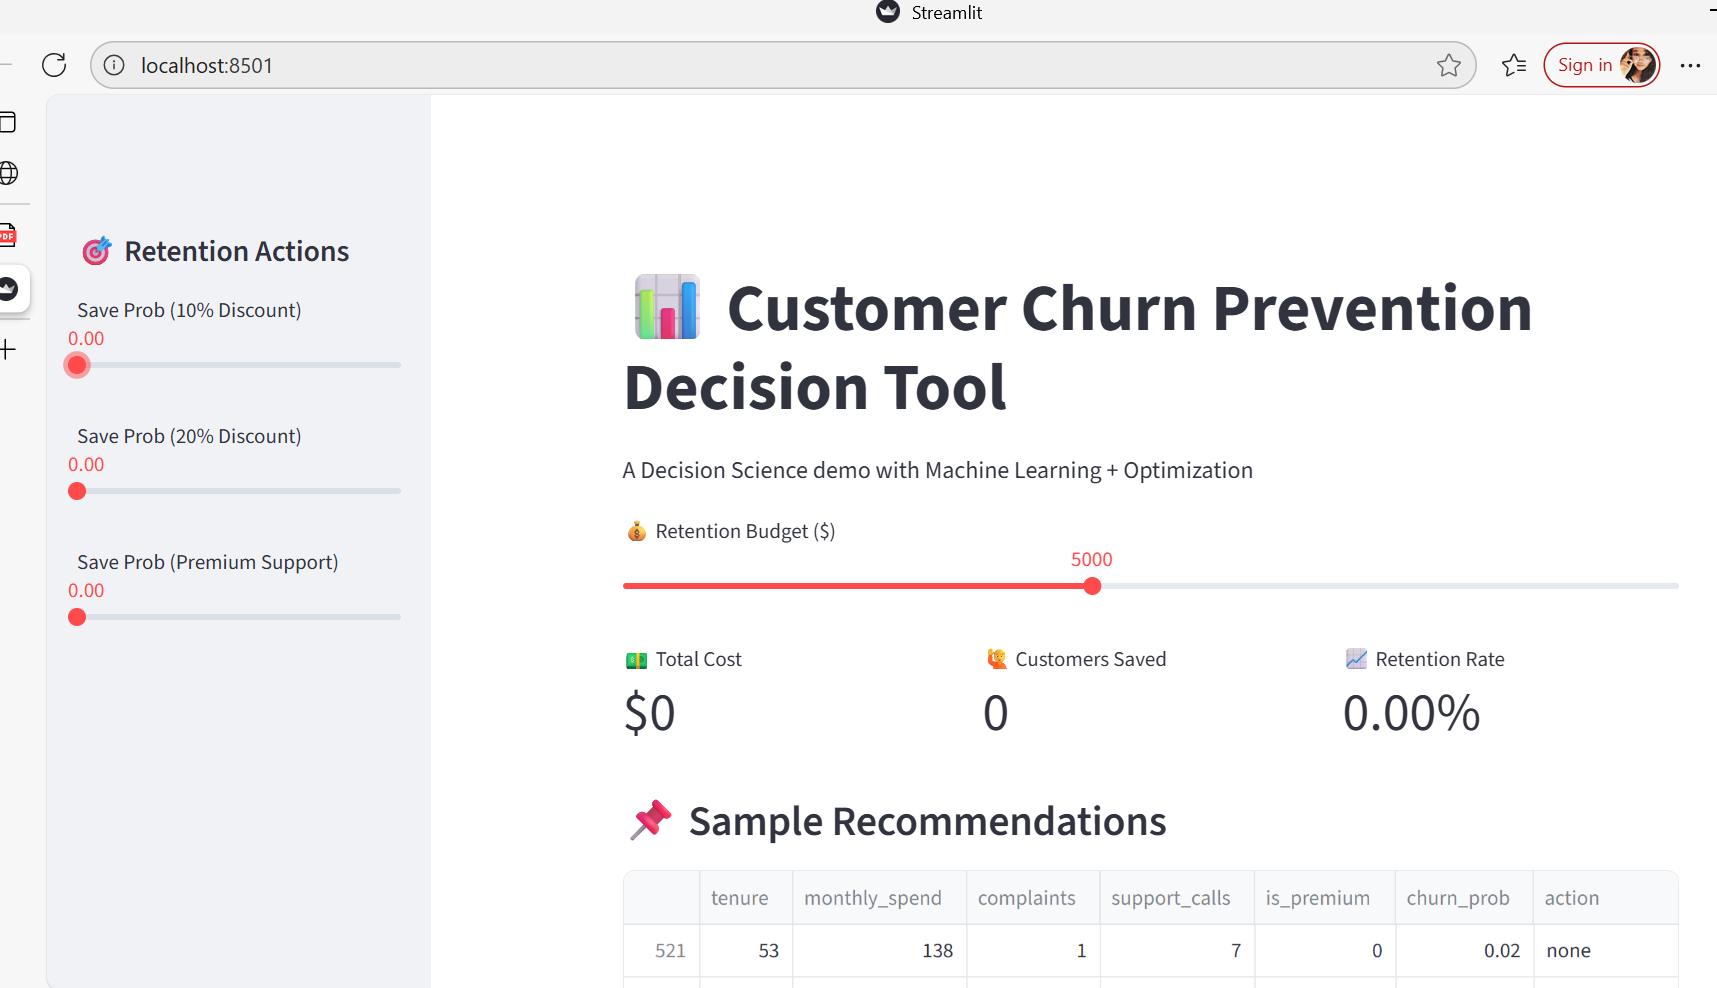 Streamlit
localhost:8501
Sign in
PDF
🎯 Retention Actions
Save Prob (10% Discount)
0.00
Save Prob (20% Discount)
0.00
Save Prob (Premium Support)
0.00
📊 Customer Churn Prevention
Decision Tool
A Decision Science demo with Machine Learning + Optimization
💰 Retention Budget ($)
5000
💵 Total Cost
$0
🙋 Customers Saved
0
📈 Retention Rate
0.00%
📌 Sample Recommendations
tenure monthly_spend complaints support_calls is_premium churn_prob action
521 53 138 1 7 0 0.02 none